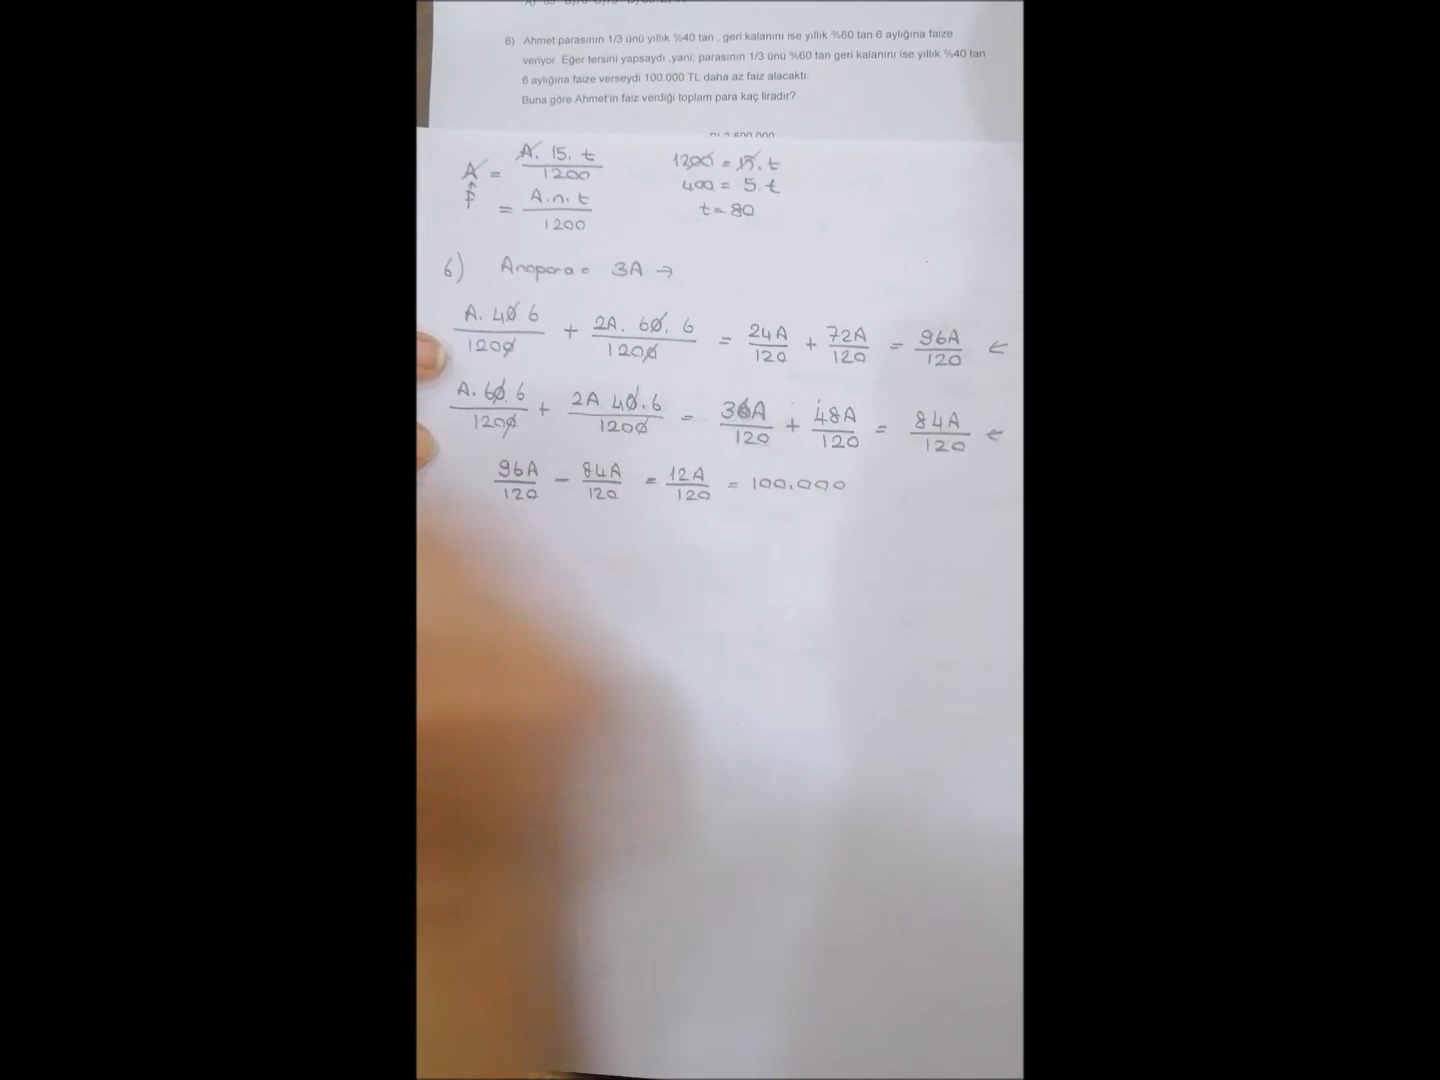 6) Ahmet parasının 1/3 ünü yıllık %40 tan , geri kalanını ise yıllık %60 tan 6 aylığına faize
veriyor. Eğer tersini yapsaydı ,yani; parasının 1/3 ünü %60 tan geri kalanını ise yıllık %40 tan
6 aylığına faize verseydi 100.000 TL daha az faiz alacaktı.
Buna göre Ahmet'in faiz verdiği toplam para kaç liradır?
A = A. 15. t / 1200
F = A.n. t / 1200
1200 = 15. t
400 = 5. t
t = 80
6) Anapara = 3A →
A. 40 6 / 1200 + 2A. 60. 6 / 1200 = 24A / 120 + 72A / 120 = 96A / 120 ←
A. 60. 6 / 1200 + 2A 40. 6 / 1200 = 36A / 120 + 48A / 120 = 84A / 120 ←
96A / 120 - 84A / 120 = 12A / 120 = 100.000